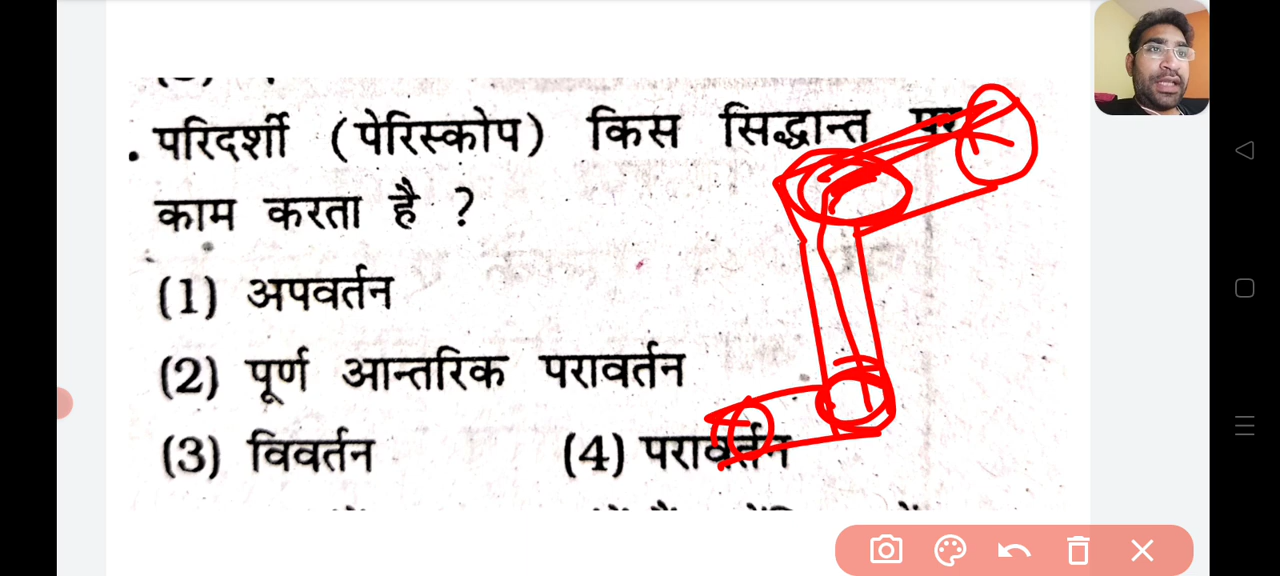 परिदर्शी (पेरिस्कोप) किस सिद्धान्त पर
काम करता है ?
(1) अपवर्तन
(2) पूर्ण आन्तरिक परावर्तन
(3) विवर्तन (4) परावर्तन